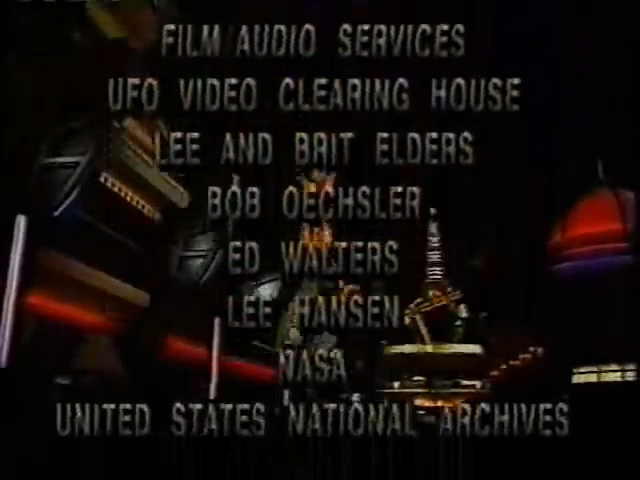 FILM/AUDIO SERVICES
UFO VIDEO CLEARING HOUSE
LEE AND BRIT ELDERS
BOB OECHSLER
ED WALTERS
LEE HANSEN
NASA
UNITED STATES NATIONAL ARCHIVES